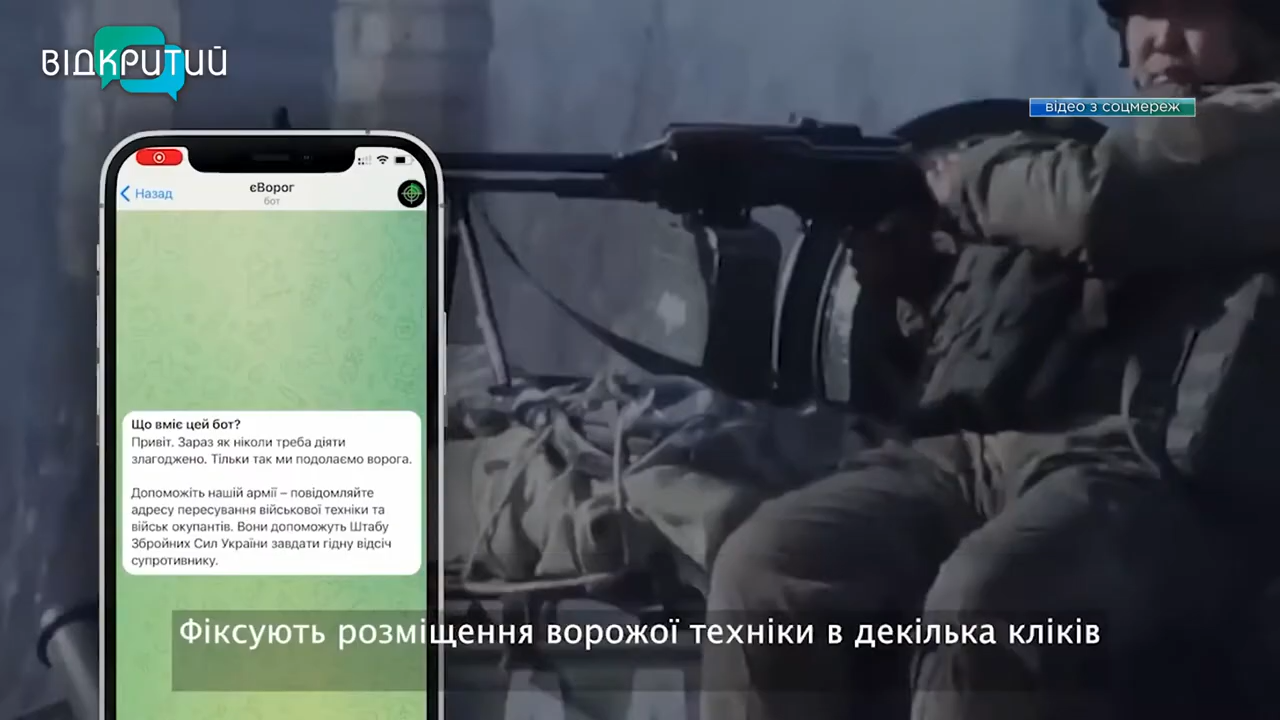 ВІДКРИТИЙ
відео з соцмереж
Назад
єВорог
бот
Що вміє цей бот?
Привіт. Зараз як ніколи треба діяти
злагоджено. Тільки так ми подолаємо ворога.
Допоможіть нашій армії – повідомляйте
адресу пересування військової техніки та
військ окупантів. Вони допоможуть Штабу
Збройних Сил України завдати гідну відсіч
супротивнику.
Фіксують розміщення ворожої техніки в декілька кліків